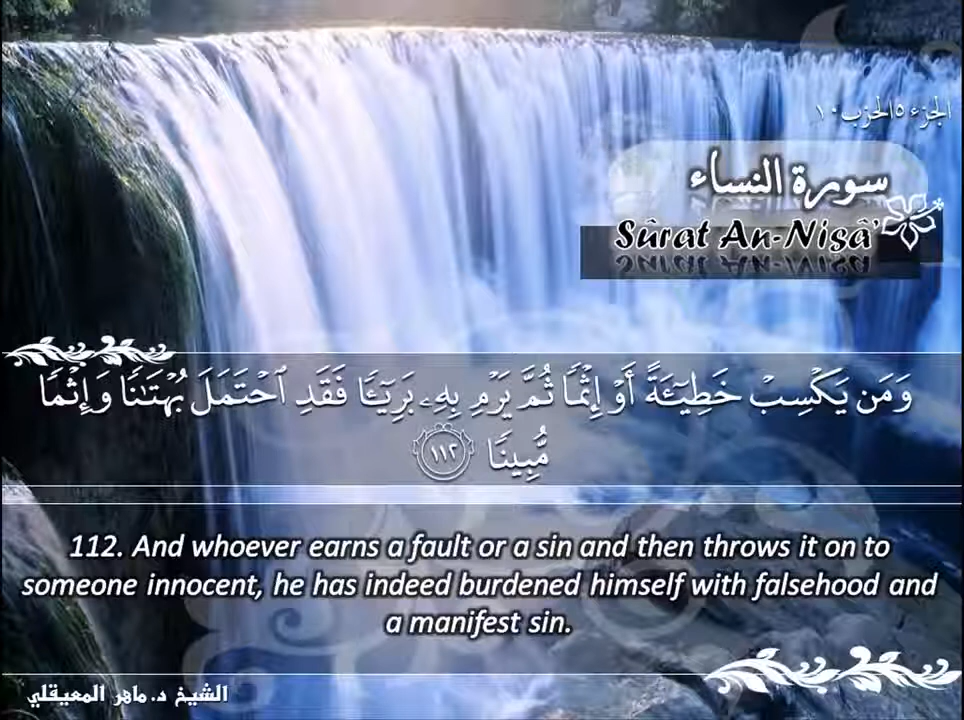 الجزء ٥ الحزب ١٠
سورة النساء
Sûrat An-Nisâ'
وَمَن يَكْسِبْ خَطِيٓـَٔةً أَوْ إِثْمًا ثُمَّ يَرْمِ بِهِۦ بَرِيٓـًٔا فَقَدِ ٱحْتَمَلَ بُهْتَـٰنًا وَإِثْمًا
مُّبِينًا ١١٢
112. And whoever earns a fault or a sin and then throws it on to
someone innocent, he has indeed burdened himself with falsehood and
a manifest sin.
الشيخ د. ماهر المعيقلي